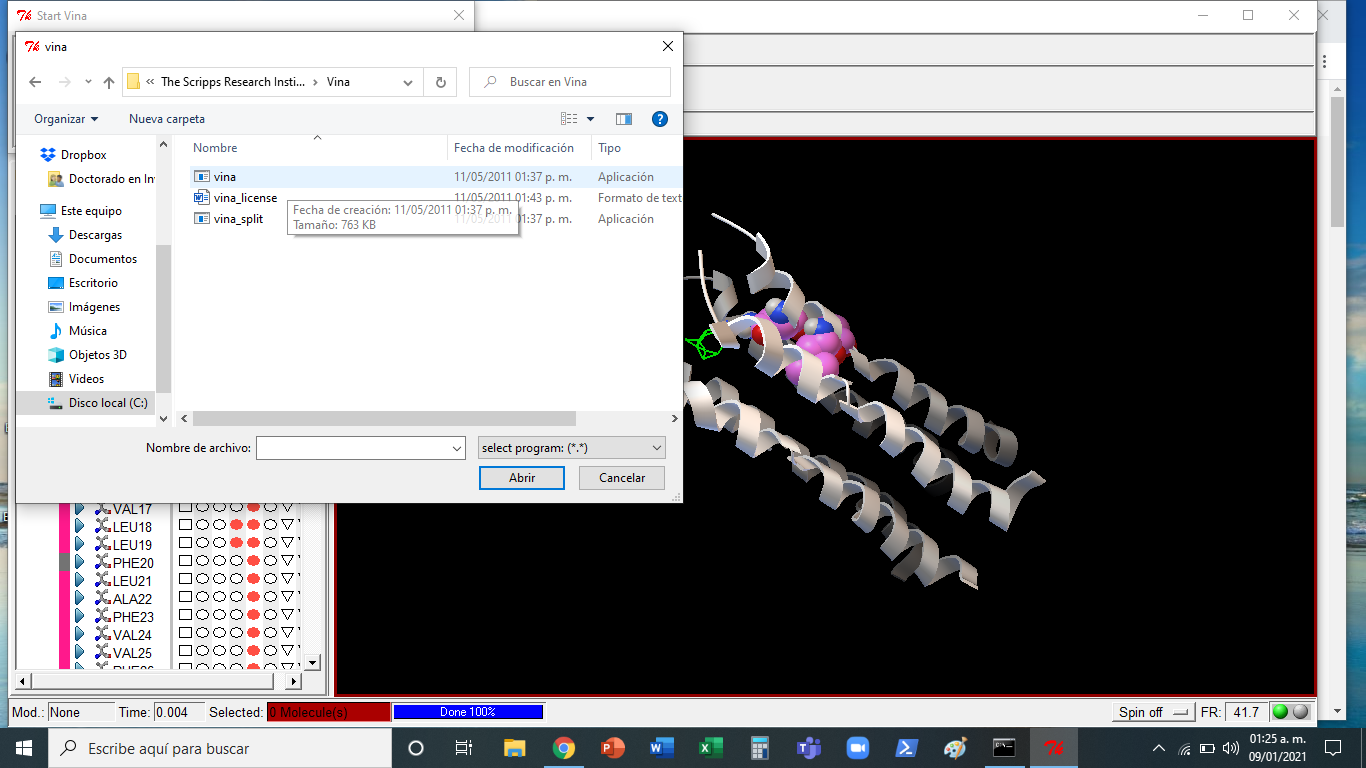 Start Vina
vina
« The Scripps Research Insti... › Vina
Buscar en Vina
Organizar
Nueva carpeta
Nombre
Fecha de modificación
Tipo
Dropbox
Doctorado en In
Este equipo
Descargas
Documentos
Escritorio
Imágenes
Música
Objetos 3D
Videos
Disco local (C:)
vina 11/05/2011 01:37 p. m. Aplicación
vina_license 11/05/2011 01:43 p. m. Formato de text
vina_split 11/05/2011 01:37 p. m. Aplicación
Fecha de creación: 11/05/2011 01:37 p. m.
Tamaño: 763 KB
Nombre de archivo:
select program: (*.*)
Abrir
Cancelar
VAL17
LEU18
LEU19
PHE20
LEU21
ALA22
PHE23
VAL24
VAL25
Mod.: None Time: 0.004 Selected: 0 Molecule(s) Done 100% Spin off FR: 41.7
Escribe aquí para buscar
01:25 a. m.
09/01/2021